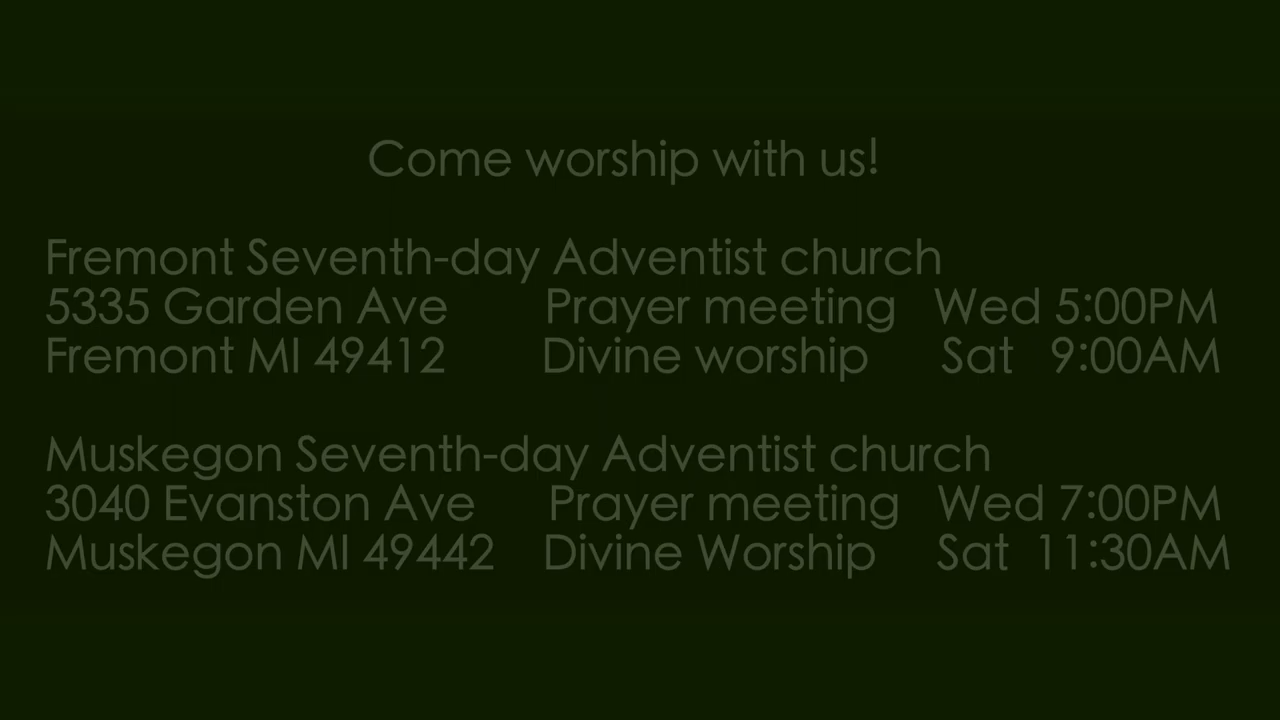 Come worship with us!
Fremont Seventh-day Adventist church
5335 Garden Ave Prayer meeting Wed 5:00PM
Fremont MI 49412 Divine worship Sat 9:00AM
Muskegon Seventh-day Adventist church
3040 Evanston Ave Prayer meeting Wed 7:00PM
Muskegon MI 49442 Divine Worship Sat 11:30AM